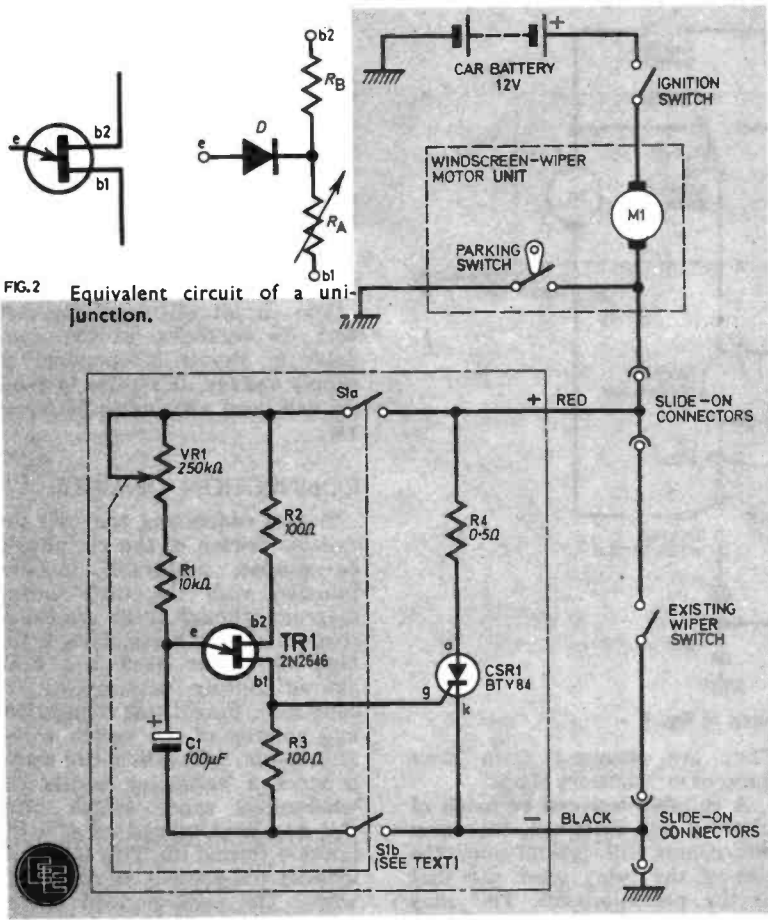 b2
e
b2
b1
R_B
D
e
R_A
b1
FIG.2 Equivalent circuit of a uni-
junction.
+
CAR BATTERY
12V
IGNITION
SWITCH
WINDSCREEN-WIPER
MOTOR UNIT
M1
PARKING
SWITCH
S1a
+ RED
SLIDE-ON
CONNECTORS
VR1
250kΩ
R2
100Ω
R4
0·5Ω
R1
10kΩ
e
b2
b1
TR1
2N2646
a
g
k
CSR1
BTY84
EXISTING
WIPER
SWITCH
+
C1
100μF
R3
100Ω
S1b
(SEE TEXT)
− BLACK
SLIDE-ON
CONNECTORS
EE